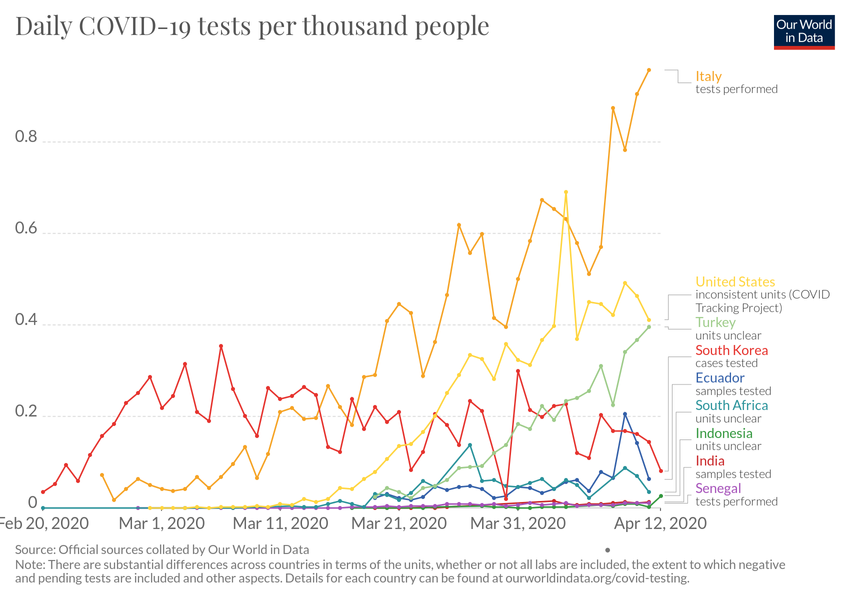 Daily COVID-19 tests per thousand people
Our World
in Data
Italy
tests performed
0.8
0.6
United States
inconsistent units (COVID
Tracking Project)
0.4
Turkey
units unclear
South Korea
cases tested
Ecuador
samples tested
0.2
South Africa
units unclear
Indonesia
units unclear
India
samples tested
Senegal
tests performed
0
Feb 20, 2020 Mar 1, 2020 Mar 11, 2020 Mar 21, 2020 Mar 31, 2020 Apr 12, 2020
Source: Official sources collated by Our World in Data
Note: There are substantial differences across countries in terms of the units, whether or not all labs are included, the extent to which negative
and pending tests are included and other aspects. Details for each country can be found at ourworldindata.org/covid-testing.